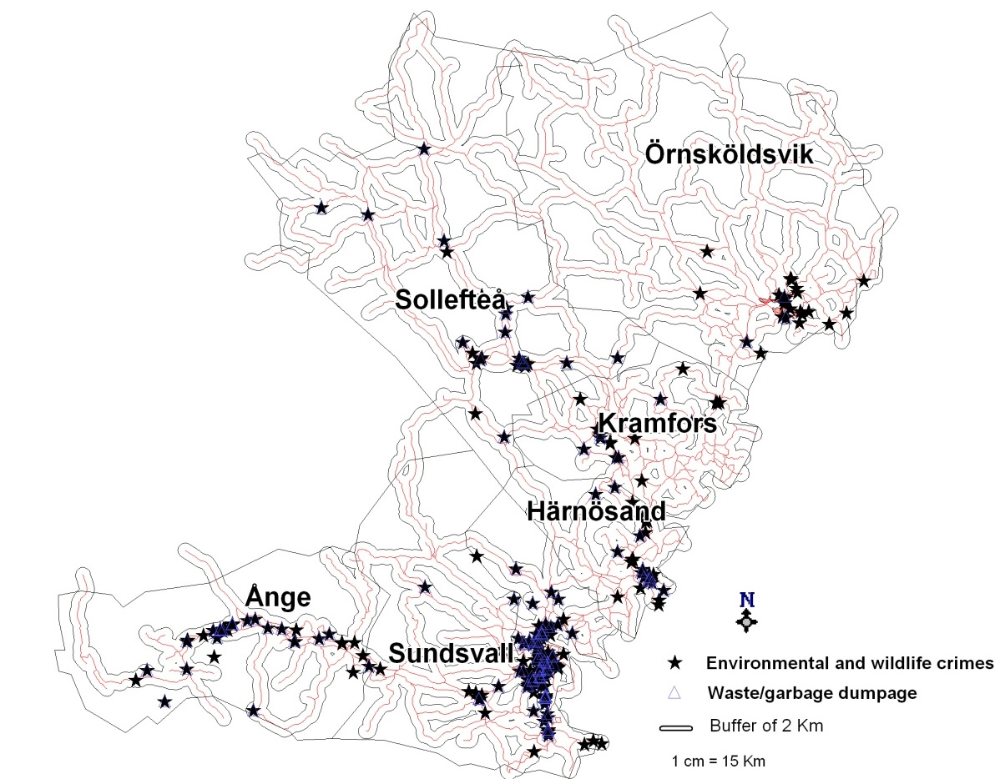 Örnsköldsvik
Sollefteå
Kramfors
Härnösand
Ånge
Sundsvall
N
Environmental and wildlife crimes
Waste/garbage dumpage
Buffer of 2 Km
1 cm = 15 Km